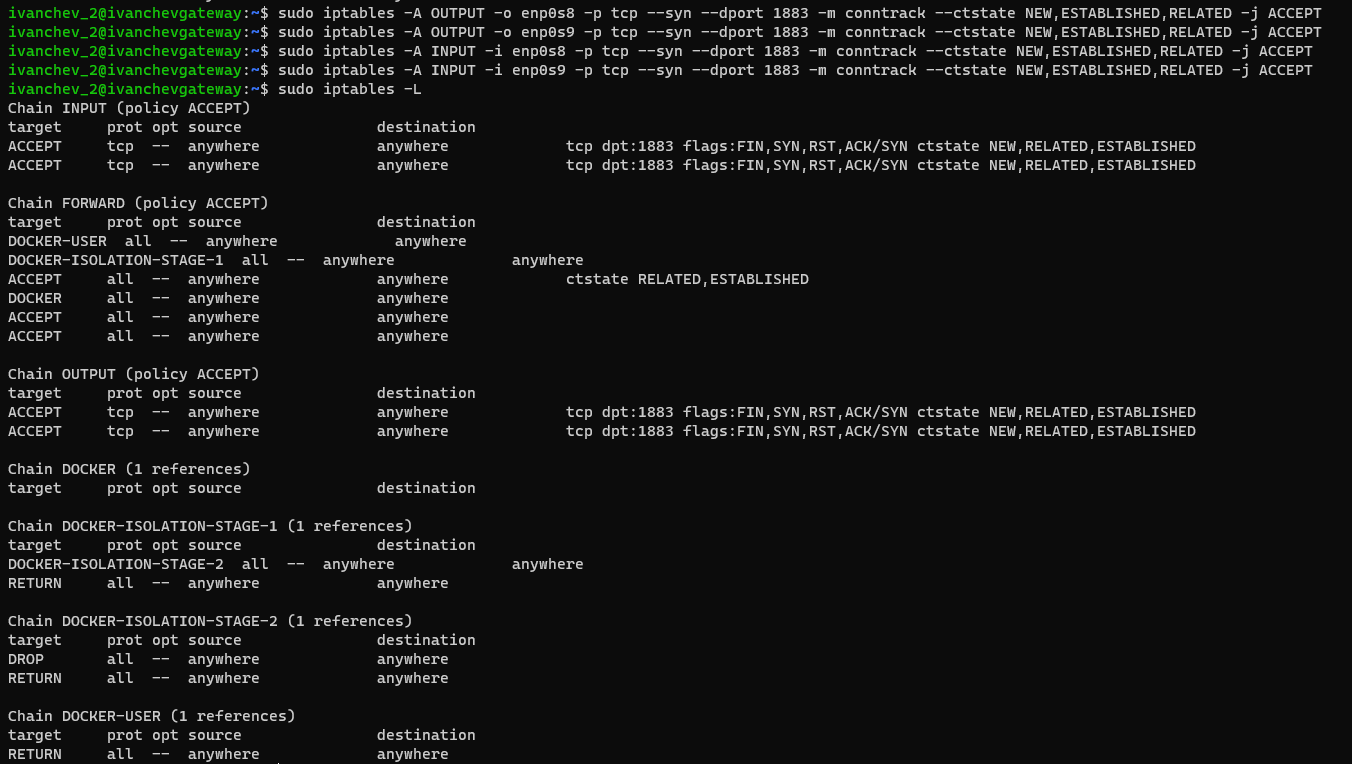 ivanchev_2@ivanchevgateway:~$ sudo iptables -A OUTPUT -o enp0s8 -p tcp --syn --dport 1883 -m conntrack --ctstate NEW,ESTABLISHED,RELATED -j ACCEPT
ivanchev_2@ivanchevgateway:~$ sudo iptables -A OUTPUT -o enp0s9 -p tcp --syn --dport 1883 -m conntrack --ctstate NEW,ESTABLISHED,RELATED -j ACCEPT
ivanchev_2@ivanchevgateway:~$ sudo iptables -A INPUT -i enp0s8 -p tcp --syn --dport 1883 -m conntrack --ctstate NEW,ESTABLISHED,RELATED -j ACCEPT
ivanchev_2@ivanchevgateway:~$ sudo iptables -A INPUT -i enp0s9 -p tcp --syn --dport 1883 -m conntrack --ctstate NEW,ESTABLISHED,RELATED -j ACCEPT
ivanchev_2@ivanchevgateway:~$ sudo iptables -L
Chain INPUT (policy ACCEPT)
target     prot opt source               destination
ACCEPT     tcp  --  anywhere             anywhere             tcp dpt:1883 flags:FIN,SYN,RST,ACK/SYN ctstate NEW,RELATED,ESTABLISHED
ACCEPT     tcp  --  anywhere             anywhere             tcp dpt:1883 flags:FIN,SYN,RST,ACK/SYN ctstate NEW,RELATED,ESTABLISHED

Chain FORWARD (policy ACCEPT)
target     prot opt source               destination
DOCKER-USER  all  --  anywhere             anywhere
DOCKER-ISOLATION-STAGE-1  all  --  anywhere             anywhere
ACCEPT     all  --  anywhere             anywhere             ctstate RELATED,ESTABLISHED
DOCKER     all  --  anywhere             anywhere
ACCEPT     all  --  anywhere             anywhere
ACCEPT     all  --  anywhere             anywhere

Chain OUTPUT (policy ACCEPT)
target     prot opt source               destination
ACCEPT     tcp  --  anywhere             anywhere             tcp dpt:1883 flags:FIN,SYN,RST,ACK/SYN ctstate NEW,RELATED,ESTABLISHED
ACCEPT     tcp  --  anywhere             anywhere             tcp dpt:1883 flags:FIN,SYN,RST,ACK/SYN ctstate NEW,RELATED,ESTABLISHED

Chain DOCKER (1 references)
target     prot opt source               destination

Chain DOCKER-ISOLATION-STAGE-1 (1 references)
target     prot opt source               destination
DOCKER-ISOLATION-STAGE-2  all  --  anywhere             anywhere
RETURN     all  --  anywhere             anywhere

Chain DOCKER-ISOLATION-STAGE-2 (1 references)
target     prot opt source               destination
DROP       all  --  anywhere             anywhere
RETURN     all  --  anywhere             anywhere

Chain DOCKER-USER (1 references)
target     prot opt source               destination
RETURN     all  --  anywhere             anywhere